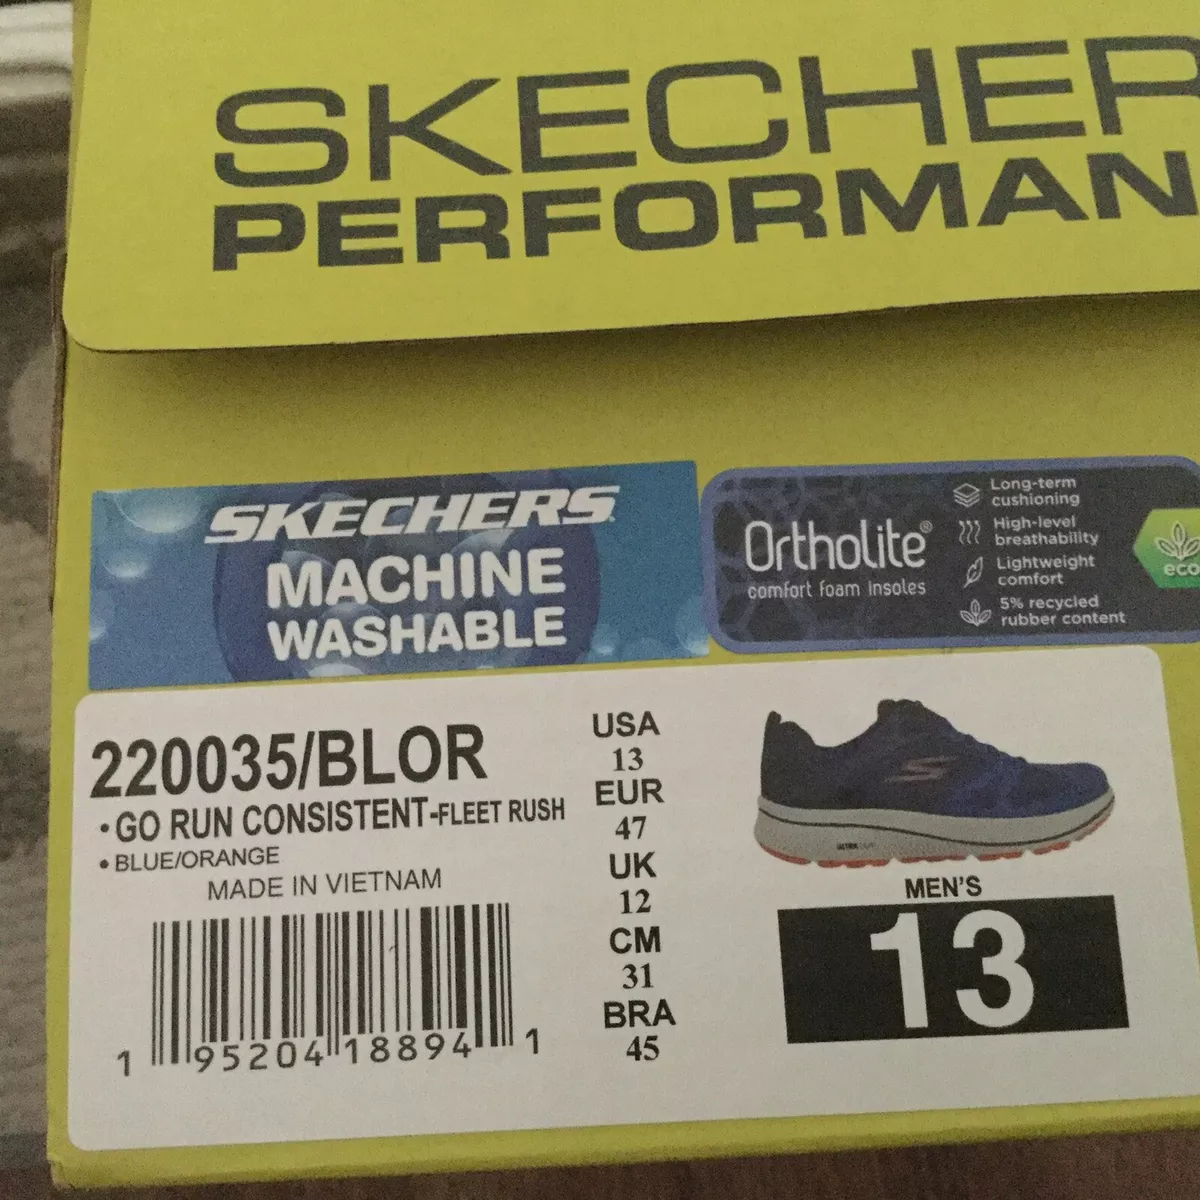 SKECHER
PERFORMAN
SKECHERS
MACHINE
WASHABLE
OrthoLite®
comfort foam insoles
Long-term
cushioning
High-level
breathability
Lightweight
comfort
5% recycled
rubber content
eco
220035/BLOR
•GO RUN CONSISTENT-FLEET RUSH
•BLUE/ORANGE
MADE IN VIETNAM
1 95204 18894 1
USA
13
EUR
47
UK
12
CM
31
BRA
45
MEN'S
13